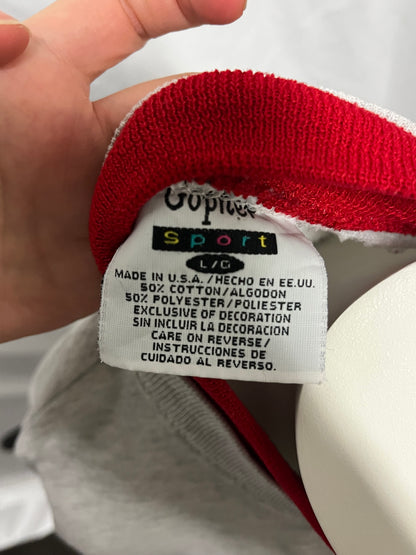 Gopher
Sport
L/G
MADE IN U.S.A./HECHO EN EE.UU.
50% COTTON/ALGODON
50% POLYESTER/POLIESTER
EXCLUSIVE OF DECORATION
SIN INCLUIR LA DECORACION
CARE ON REVERSE/
INSTRUCCIONES DE
CUIDADO AL REVERSO.